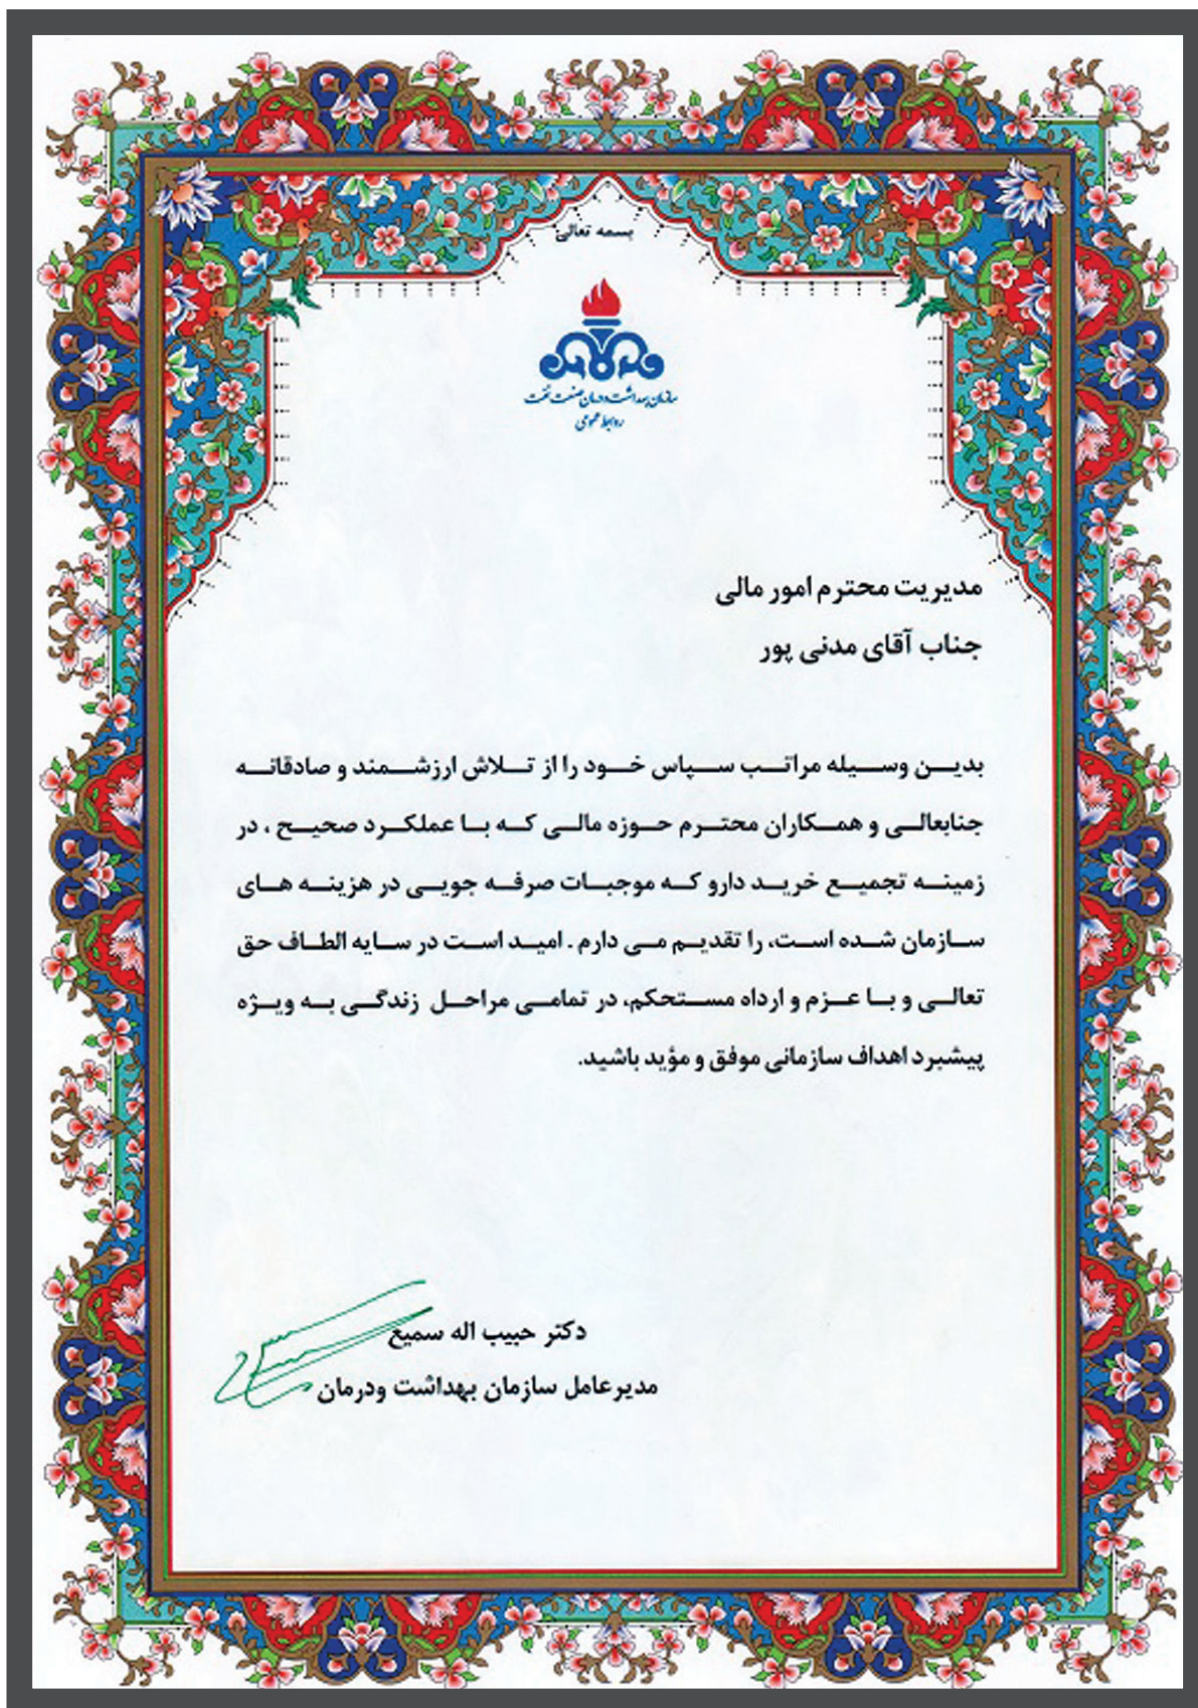 بسمه تعالی
سازمان بهداشت و درمان صنعت نفت
روابط عمومی
مدیریت محترم امور مالی
جناب آقای مدنی پور
بدین وسیله مراتب سپاس خود را از تلاش ارزشمند و صادقانه
جنابعالی و همکاران محترم حوزه مالی که با عملکرد صحیح ، در
زمینه تجمیع خرید دارو که موجبات صرفه جویی در هزینه های
سازمان شده است، را تقدیم می دارم . امید است در سایه الطاف حق
تعالی و با عزم و ارداه مستحکم، در تمامی مراحل زندگی به ویژه
پیشبرد اهداف سازمانی موفق و مؤید باشید.
دکتر حبیب اله سمیع
مدیرعامل سازمان بهداشت ودرمان